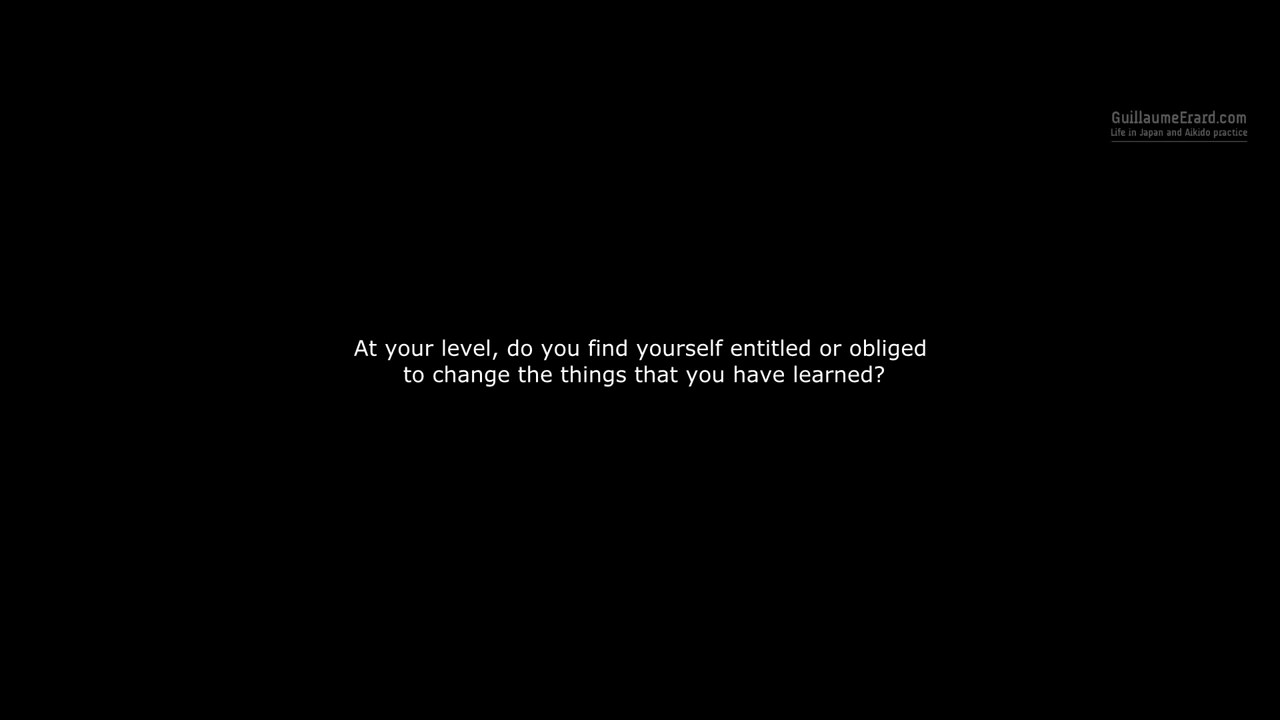 GuillaumeErard.com
Life in Japan and Aikido practice
At your level, do you find yourself entitled or obliged
to change the things that you have learned?